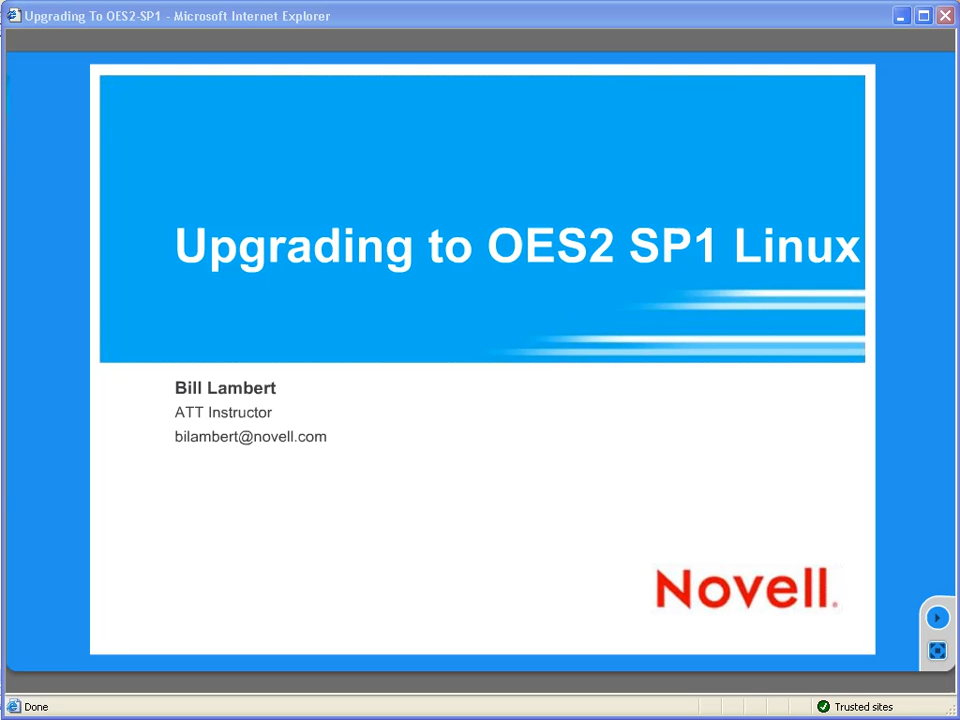 Upgrading To OES2-SP1 - Microsoft Internet Explorer
Upgrading to OES2 SP1 Linux
Bill Lambert
ATT Instructor
bilambert@novell.com
Novell®
Done
Trusted sites